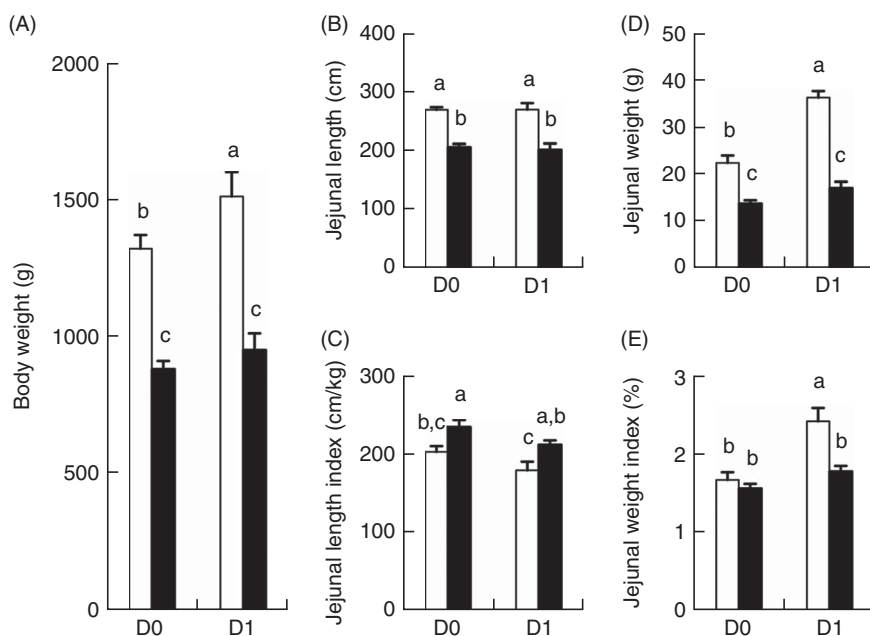 (A)
Body weight (g)
2000
1500
1000
500
0
b
c
a
c
D0
D1
(B)
Jejunal length (cm)
400
300
200
100
0
a
b
a
b
D0
D1
(C)
Jejunal length index (cm/kg)
300
200
100
0
b,c
a
c
a,b
D0
D1
(D)
Jejunal weight (g)
50
40
30
20
10
0
b
c
a
c
D0
D1
(E)
Jejunal weight index (%)
3
2
1
0
b
b
a
b
D0
D1